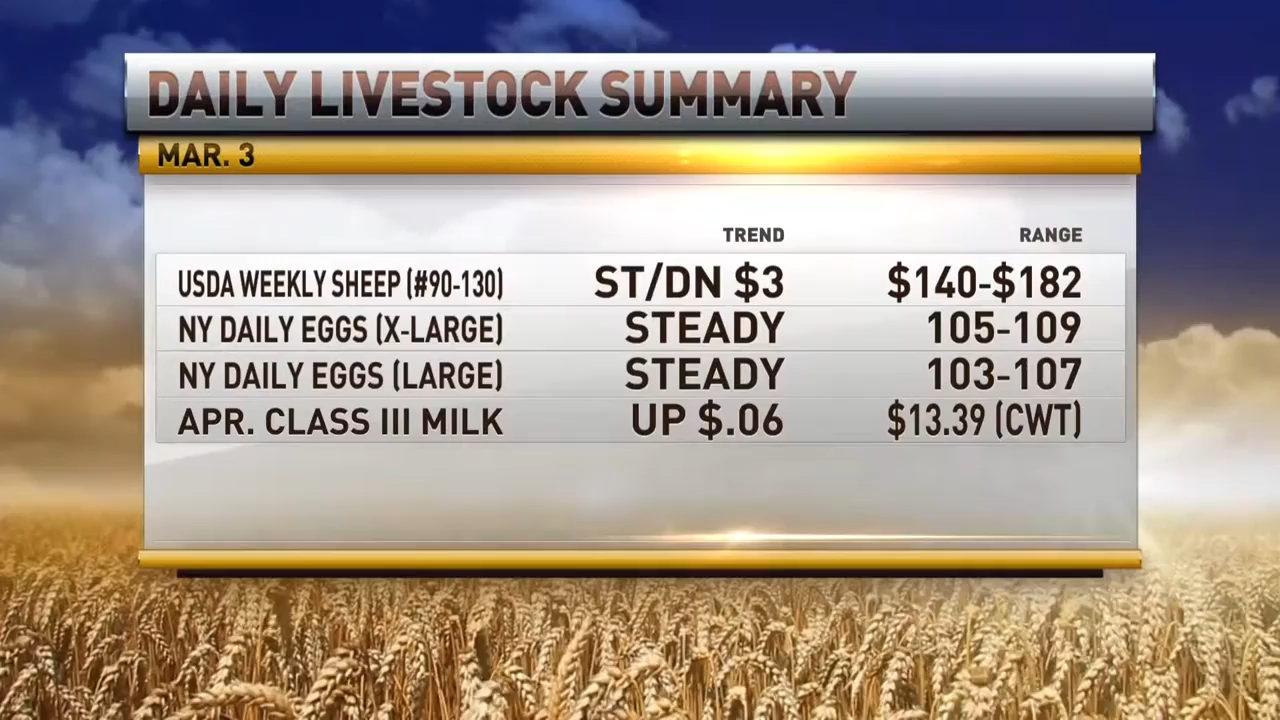 DAILY LIVESTOCK SUMMARY
MAR. 3
TREND RANGE
USDA WEEKLY SHEEP (#90-130) ST/DN $3 $140-$182
NY DAILY EGGS (X-LARGE) STEADY 105-109
NY DAILY EGGS (LARGE) STEADY 103-107
APR. CLASS III MILK UP $.06 $13.39 (CWT)